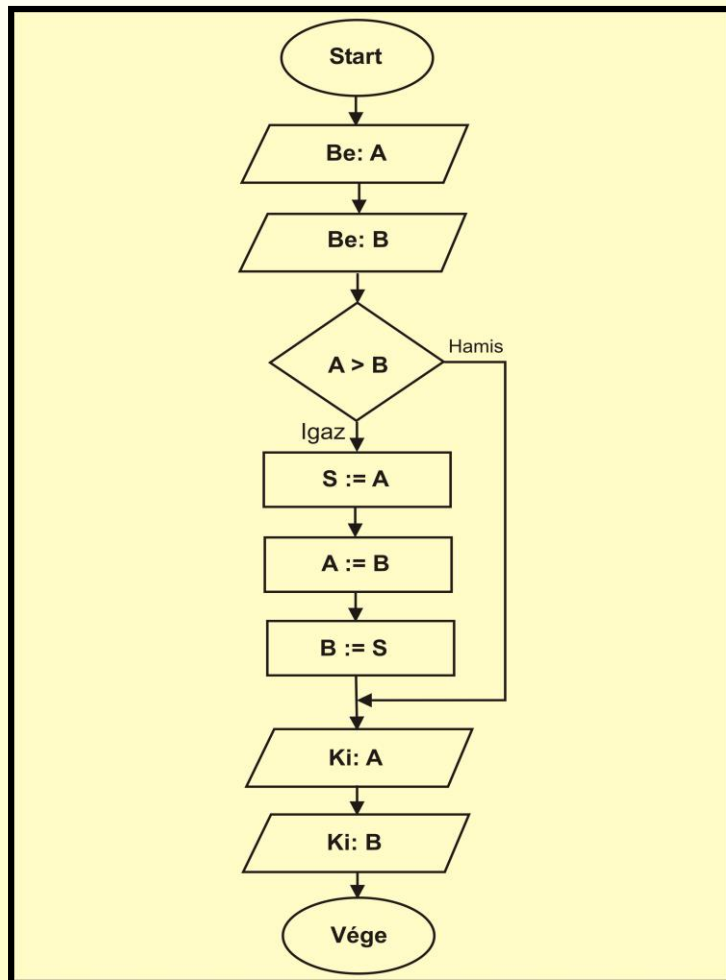 Start
Be: A
Be: B
A > B
Hamis
Igaz
S := A
A := B
B := S
Ki: A
Ki: B
Vége